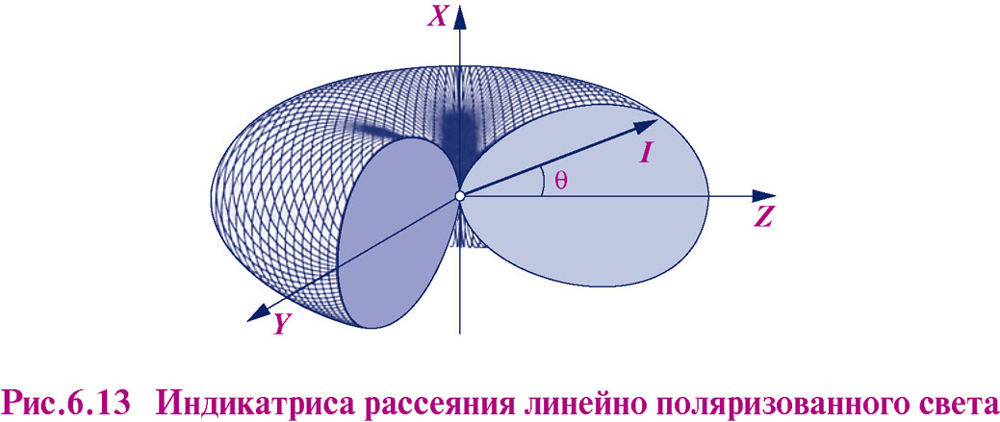 X
I
θ
Z
Y
Рис.6.13 Индикатриса рассеяния линейно поляризованного света